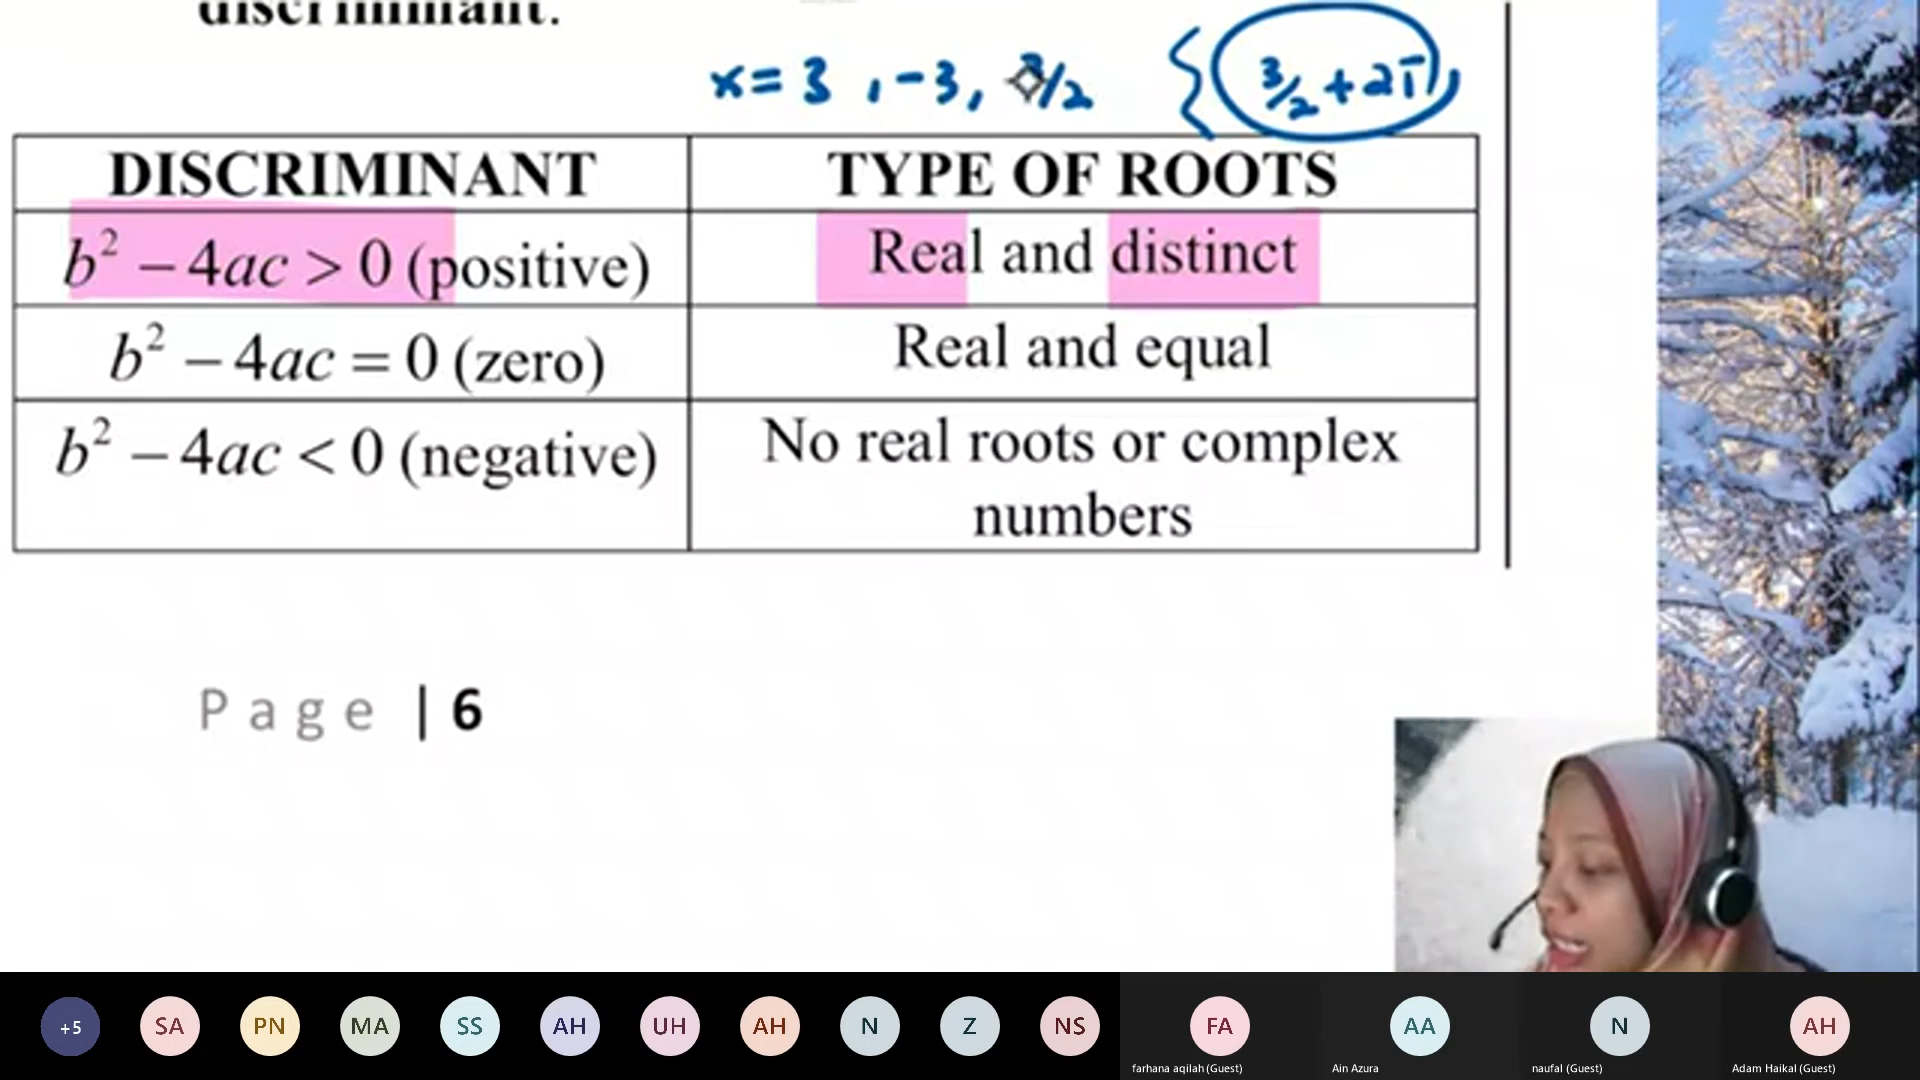 discriminant.
x = 3 , -3, 3/2 { 3/2 + 2i ,
DISCRIMINANT TYPE OF ROOTS
b² − 4ac > 0 (positive) Real and distinct
b² − 4ac = 0 (zero) Real and equal
b² − 4ac < 0 (negative) No real roots or complex
numbers
Page | 6
+5 SA PN MA SS AH UH AH N Z NS FA AA N AH
farhana aqilah (Guest) Ain Azura naufal (Guest) Adam Haikal (Guest)